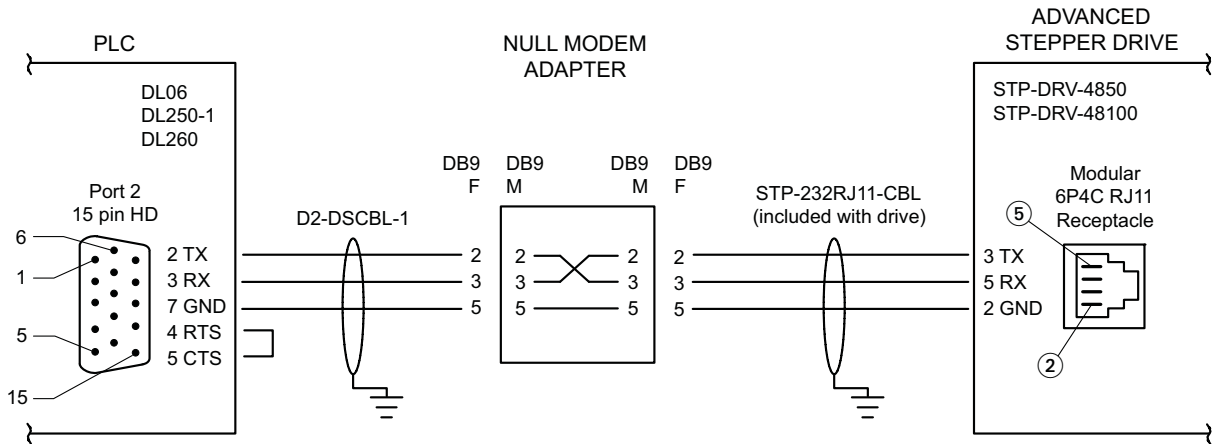 PLC
DL06
DL250-1
DL260
Port 2
15 pin HD
6
1
5
15
2 TX
3 RX
7 GND
4 RTS
5 CTS
D2-DSCBL-1
NULL MODEM
ADAPTER
DB9
F
DB9
M
DB9
M
DB9
F
2
3
5
2
3
5
2
3
5
2
3
5
STP-232RJ11-CBL
(included with drive)
ADVANCED
STEPPER DRIVE
STP-DRV-4850
STP-DRV-48100
Modular
6P4C RJ11
Receptacle
3 TX
5 RX
2 GND
5
2